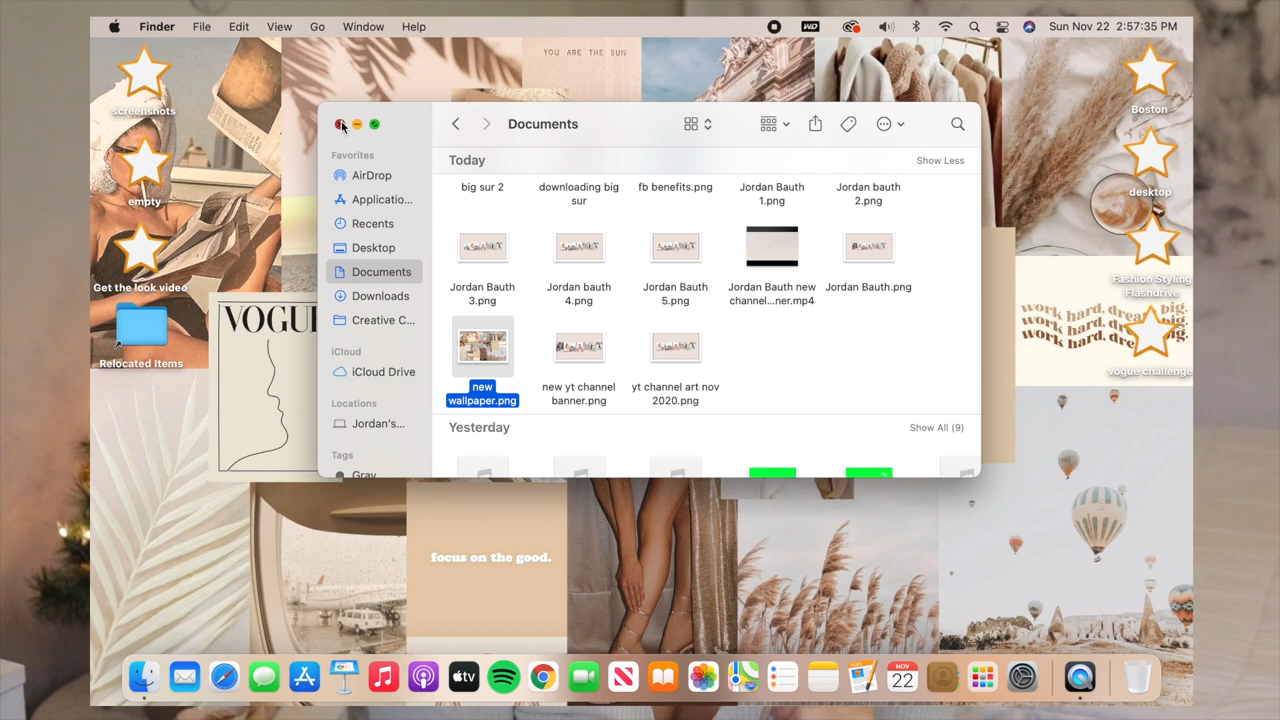 Finder File Edit View Go Window Help
WD
Sun Nov 22 2:57:35 PM
YOU ARE THE SUN
screenshots
empty
Get the look video
Relocated Items
Boston
desktop
Fashion Styling
Flashdrive
vogue challenge
VOGUE
work hard, dream big.
work hard, dream big.
work hard, dream big.
focus on the good.
Documents
Favorites
AirDrop
Applicatio...
Recents
Desktop
Documents
Downloads
Creative C...
iCloud
iCloud Drive
Locations
Jordan's...
Tags
Gray
Today
Show Less
big sur 2
downloading big
sur
fb benefits.png
Jordan Bauth
1.png
Jordan bauth
2.png
Jordan Bauth
3.png
Jordan bauth
4.png
Jordan Bauth
5.png
Jordan Bauth new
channel...ner.mp4
Jordan Bauth.png
new
wallpaper.png
new yt channel
banner.png
yt channel art nov
2020.png
Yesterday
Show All (9)
tv
NOV
22